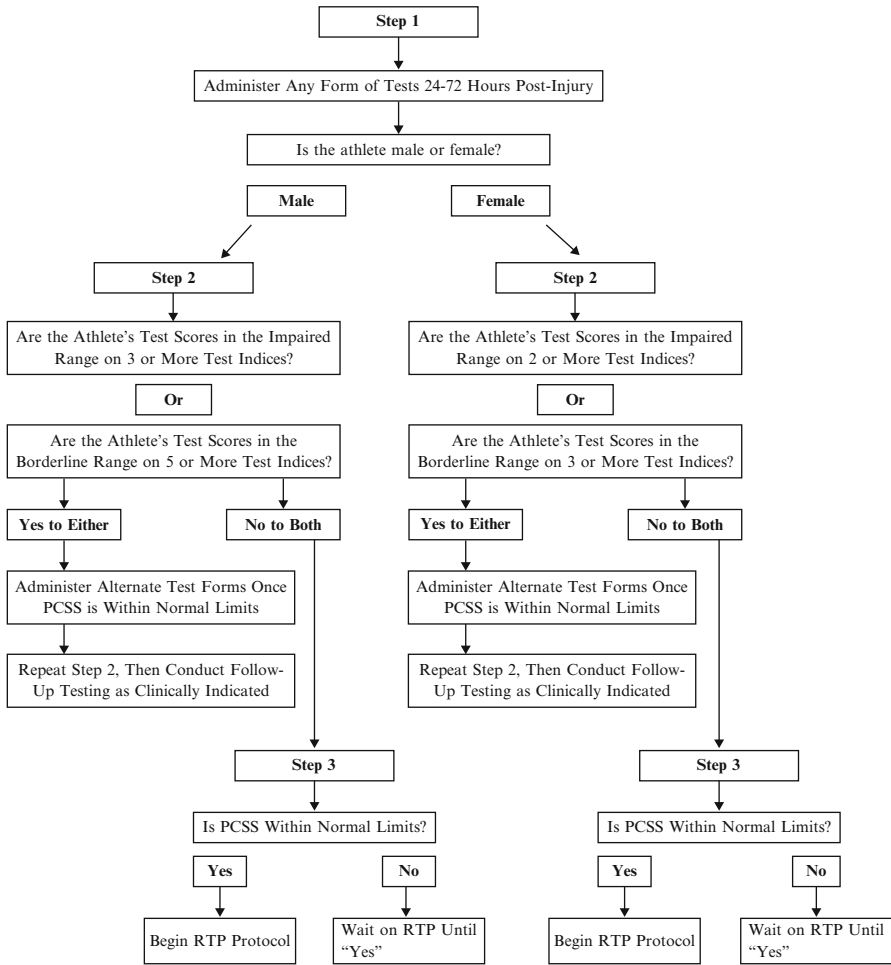 Step 1
Administer Any Form of Tests 24-72 Hours Post-Injury
Is the athlete male or female?
Male
Female
Step 2
Step 2
Are the Athlete's Test Scores in the Impaired
Range on 3 or More Test Indices?
Are the Athlete's Test Scores in the Impaired
Range on 2 or More Test Indices?
Or
Or
Are the Athlete's Test Scores in the
Borderline Range on 5 or More Test Indices?
Are the Athlete's Test Scores in the
Borderline Range on 3 or More Test Indices?
Yes to Either
No to Both
Yes to Either
No to Both
Administer Alternate Test Forms Once
PCSS is Within Normal Limits
Administer Alternate Test Forms Once
PCSS is Within Normal Limits
Repeat Step 2, Then Conduct Follow-
Up Testing as Clinically Indicated
Repeat Step 2, Then Conduct Follow-
Up Testing as Clinically Indicated
Step 3
Step 3
Is PCSS Within Normal Limits?
Is PCSS Within Normal Limits?
Yes
No
Yes
No
Begin RTP Protocol
Wait on RTP Until
“Yes”
Begin RTP Protocol
Wait on RTP Until
“Yes”